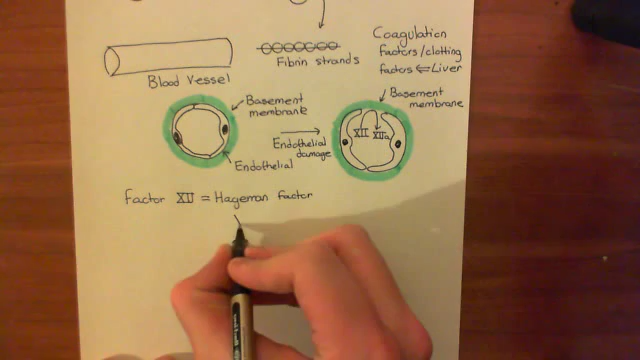 Coagulation
factors/clotting
factors ⇐ Liver
Fibrin strands
Blood Vessel
Basement
membrane
Basement
membrane
XII
XIIa
Endothelial
damage
Endothelial
Factor XII = Hageman factor